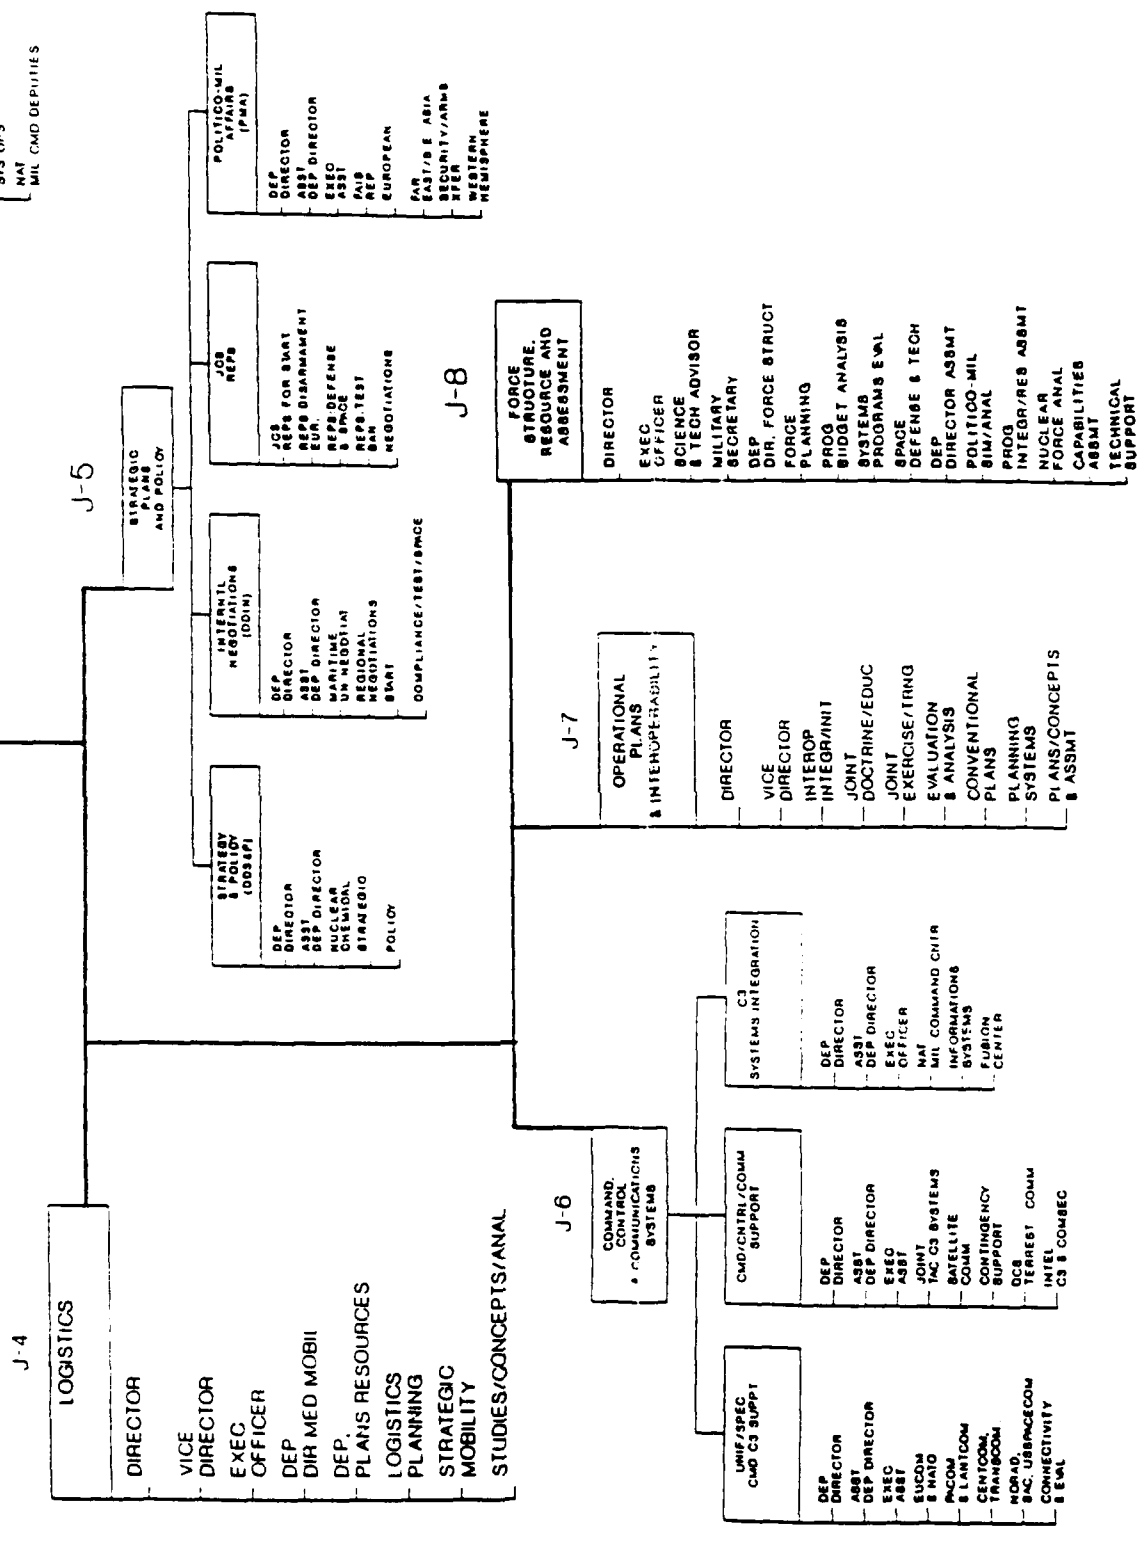 SYS OPS
NAT
MIL CMD DEPUTIES
J-4
LOGISTICS
DIRECTOR
VICE
DIRECTOR
EXEC
OFFICER
DEP
DIR MED MOBIL
DEP,
PLANS RESOURCES
LOGISTICS
PLANNING
STRATEGIC
MOBILITY
STUDIES/CONCEPTS/ANAL
J-5
STRATEGIC
PLANS
AND POLICY
STRATEGY
& POLICY
(DDS&P)
DEP
DIRECTOR
ASST
DEP DIRECTOR
NUCLEAR
CHEMICAL
STRATEGIC
POLICY
INTERNTL
NEGOTIATIONS
(DDIN)
DEP
DIRECTOR
ASST
DEP DIRECTOR
MARITIME
UN NEGOTIAT
REGIONAL
NEGOTIATIONS
START
COMPLIANCE/TEST/SPACE
JCS
REPS
JCS
REPS FOR START
REPS DISARMAMENT
EUR.
REPS:DEFENSE
& SPACE
REPS:TEST
BAN
NEGOTIATIONS
POLITICO-MIL
AFFAIRS
(PMA)
DEP
DIRECTOR
ASST
DEP DIRECTOR
EXEC
ASST
REP
EUROPEAN
FAR
EAST/S E ASIA
SECURITY/ARMS
XFER
WESTERN
HEMISPHERE
J-6
COMMAND,
CONTROL
& COMMUNICATIONS
SYSTEMS
UNIF/SPEC
CMD C3 SUPPT
DEP
DIRECTOR
ASST
DEP DIRECTOR
EXEC
ASST
EUCOM
& NATO
PACOM
& LANTCOM
CENTCOM,
TRANSCOM
NORAD,
SAC, USSPACECOM
CONNECTIVITY
& EVAL
CMD/CNTRL/COMM
SUPPORT
DEP
DIRECTOR
ASST
DEP DIRECTOR
EXEC
ASST
JOINT
TAC C3 SYSTEMS
SATELLITE
COMM
CONTINGENCY
SUPPORT
DCS
TERREST COMM
INTEL
C3 & COMSEC
C3
SYSTEMS INTEGRATION
DEP
DIRECTOR
ASST
DEP DIRECTOR
EXEC
OFFICER
NAT
MIL COMMAND CNTR
INFORMATIONS
SYSTEMS
FUSION
CENTER
J-7
OPERATIONAL
PLANS
& INTEROPERABILITY
DIRECTOR
VICE
DIRECTOR
INTEROP
INTEGR/INIT
JOINT
DOCTRINE/EDUC
JOINT
EXERCISE/TRNG
EVALUATION
& ANALYSIS
CONVENTIONAL
PLANS
PLANNING
SYSTEMS
PLANS/CONCEPTS
& ASSMT
J-8
FORCE
STRUCTURE,
RESOURCE AND
ASSESSMENT
DIRECTOR
EXEC
OFFICER
SCIENCE
& TECH ADVISOR
MILITARY
SECRETARY
DEP
DIR, FORCE STRUCT
FORCE
PLANNING
PROG
BUDGET ANALYSIS
SYSTEMS
PROGRAMS EVAL
SPACE
DEFENSE & TECH
DEP
DIRECTOR ASSMT
POLITICO-MIL
SIM/ANAL
PROG
INTEGR/RES ASSMT
NUCLEAR
FORCE ANAL
CAPABILITIES
ASSMT
TECHNICAL
SUPPORT